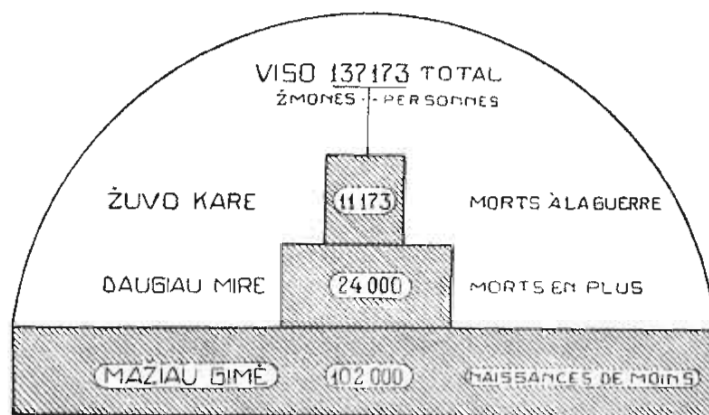 VISO 137173 TOTAL
ŽMONES - PERSONNES
ŽUVO KARE 11173 MORTS À LA GUERRE
DAUGIAU MIRE 24000 MORTS EN PLUS
MAŽIAU GIMĖ 102000 NAISSANCES DE MOINS